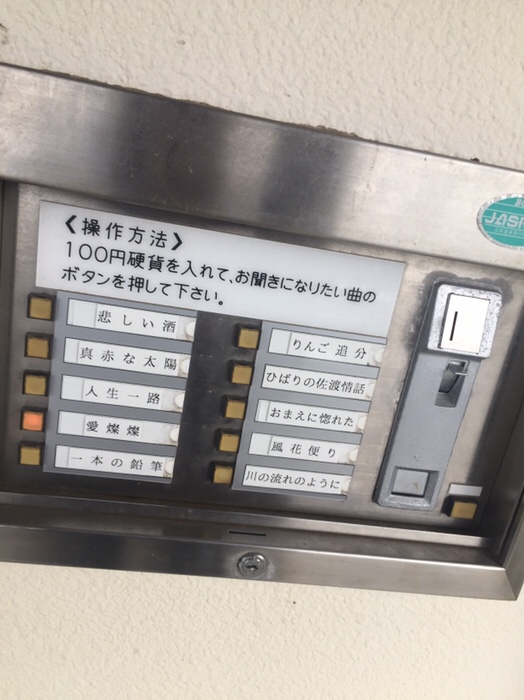 《操作方法》
100円硬貨を入れて、お聞きになりたい曲の
ボタンを押して下さい。
悲しい酒
真赤な太陽
人生一路
愛燦燦
一本の鉛筆
りんご追分
ひばりの佐渡情話
おまえに惚れた
風花便り
川の流れのように